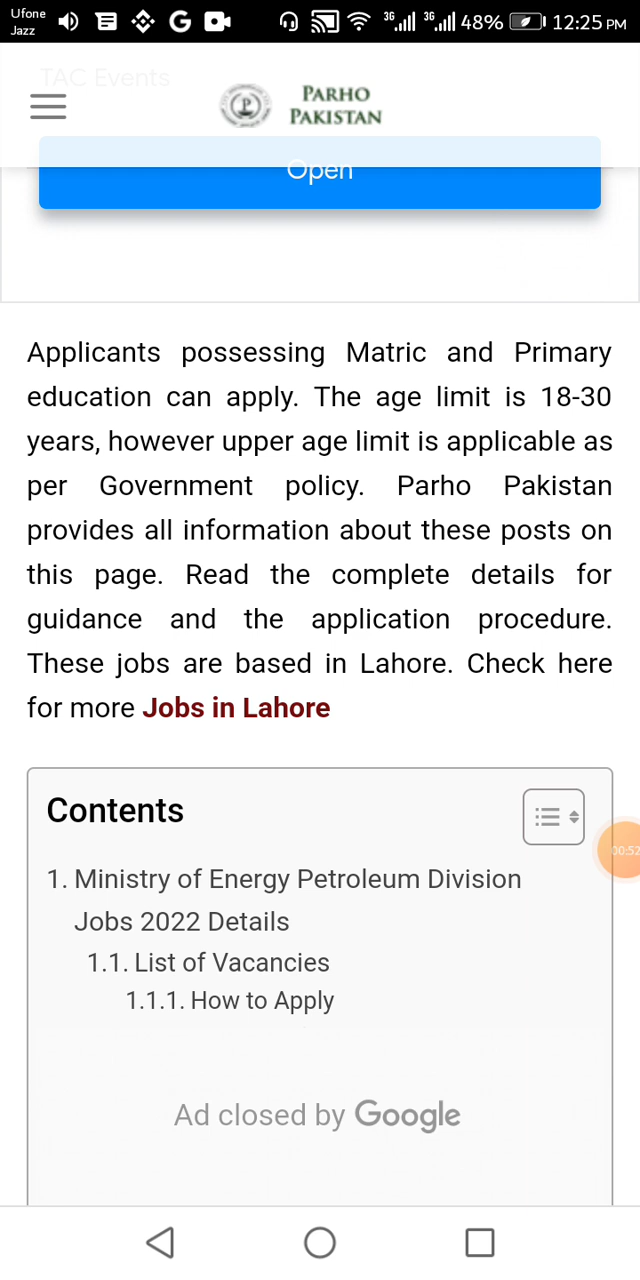 Ufone
Jazz
3G
3G
48%
12:25 PM
TAC Events
PARHO
PAKISTAN
Open
Applicants possessing Matric and Primary
education can apply. The age limit is 18-30
years, however upper age limit is applicable as
per Government policy. Parho Pakistan
provides all information about these posts on
this page. Read the complete details for
guidance and the application procedure.
These jobs are based in Lahore. Check here
for more Jobs in Lahore
Contents
1. Ministry of Energy Petroleum Division
Jobs 2022 Details
00:52
1.1. List of Vacancies
1.1.1. How to Apply
Ad closed by Google